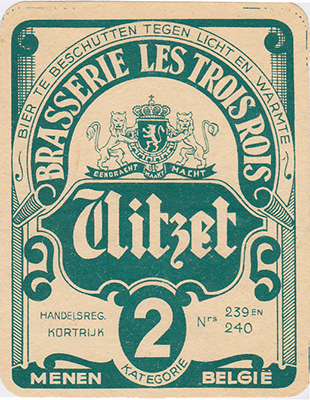 BIER TE BESCHUTTEN TEGEN LICHT EN WARMTE
BRASSERIE LES TROIS ROIS
EENDRACHT MAAKT MACHT
Uitzet
HANDELSREG.
KORTRIJK
2
Nrs 239 EN
240
KATEGORIE
MENEN BELGIË